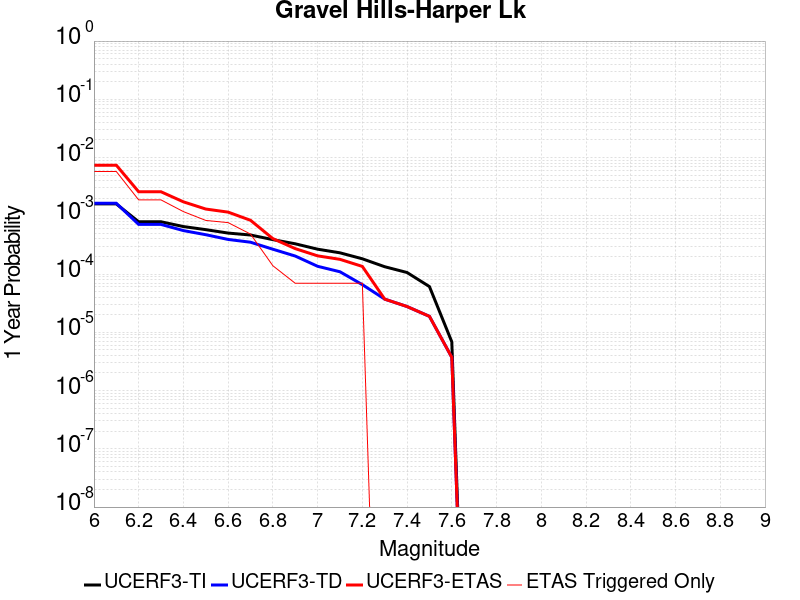 Gravel Hills-Harper Lk
10^0
10^-1
10^-2
10^-3
10^-4
10^-5
10^-6
10^-7
10^-8
1 Year Probability
6 6.2 6.4 6.6 6.8 7 7.2 7.4 7.6 7.8 8 8.2 8.4 8.6 8.8 9
Magnitude
UCERF3-TI UCERF3-TD UCERF3-ETAS ETAS Triggered Only